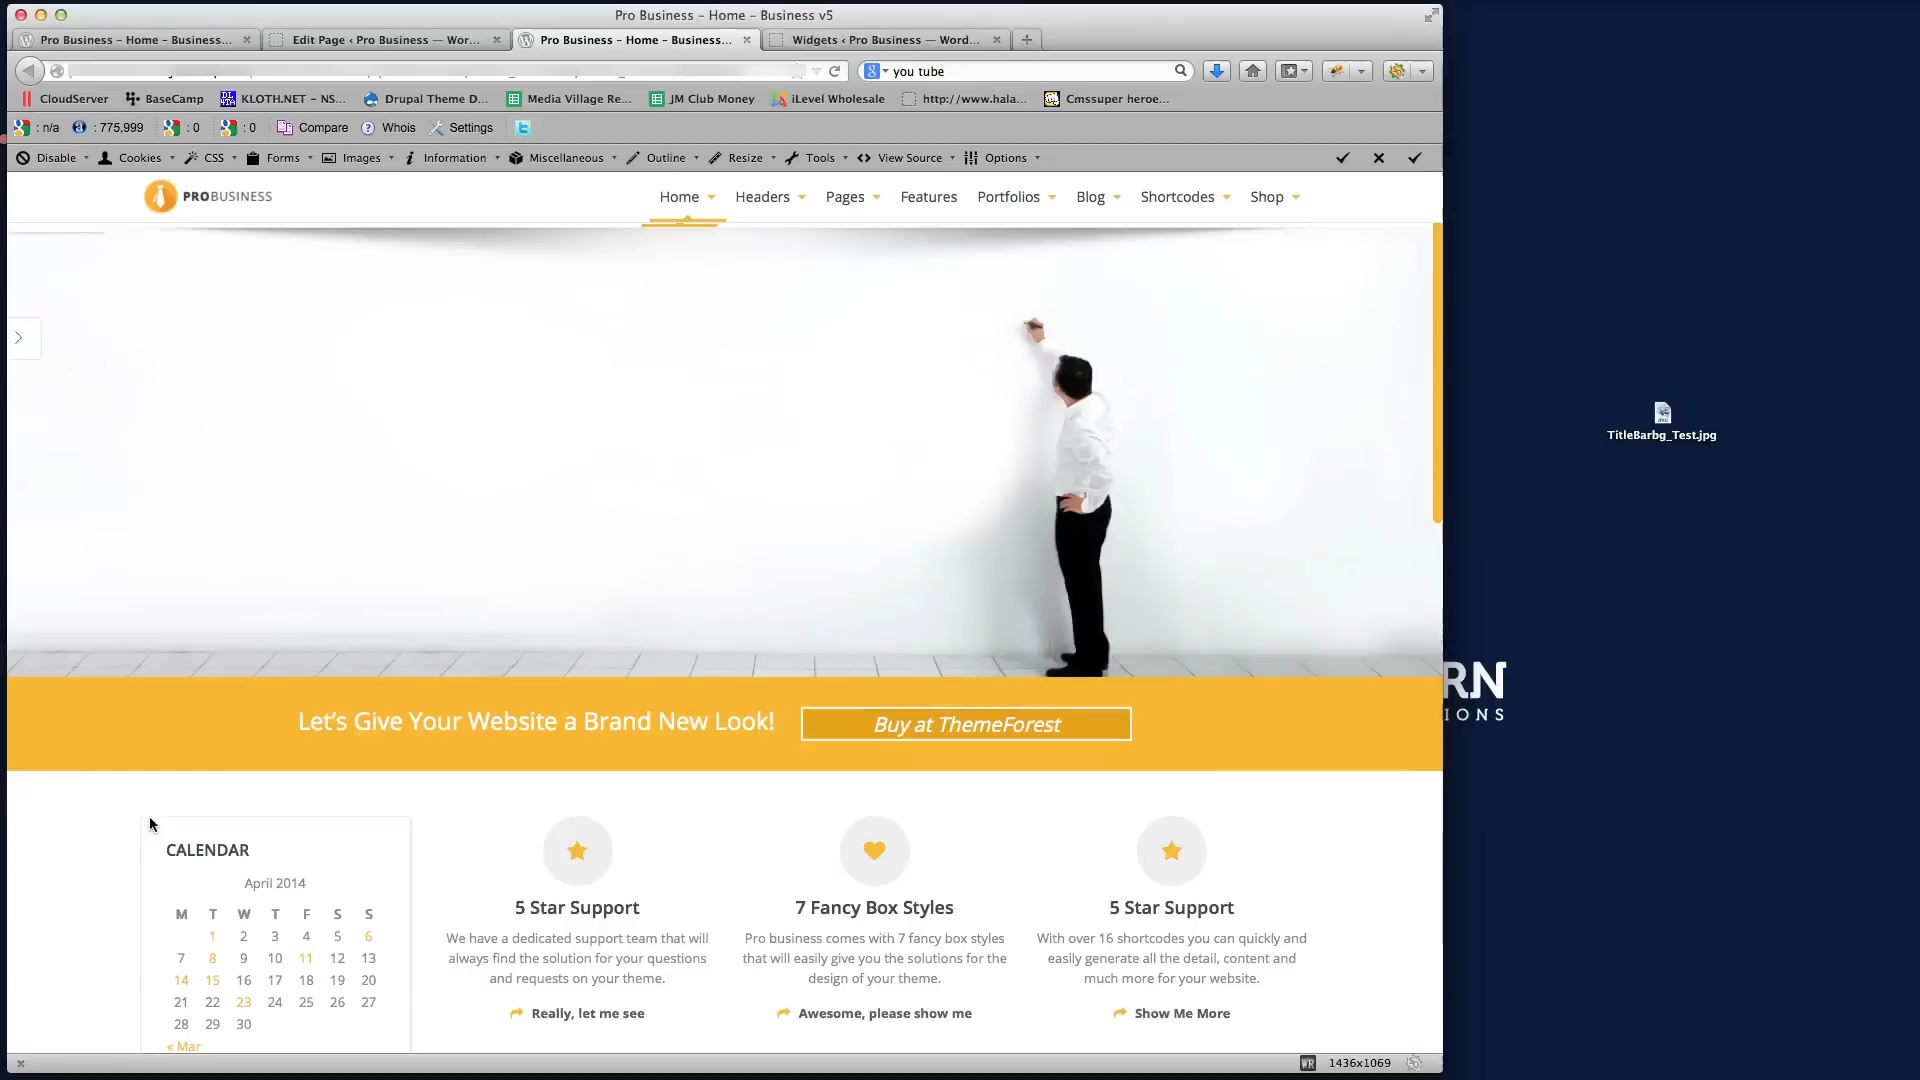 Pro Business – Home – Business v5
Pro Business – Home – Business...
Edit Page ‹ Pro Business — Wor...
Pro Business – Home – Business...
Widgets ‹ Pro Business — Word...
you tube
CloudServer
BaseCamp
KLOTH.NET – NS...
Drupal Theme D...
Media Village Re...
JM Club Money
iLevel Wholesale
http://www.hala...
Cmssuper heroe...
: n/a
: 775,999
: 0
: 0
Compare
Whois
Settings
Disable
Cookies
CSS
Forms
Images
Information
Miscellaneous
Outline
Resize
Tools
View Source
Options
PROBUSINESS
Home
Headers
Pages
Features
Portfolios
Blog
Shortcodes
Shop
TitleBarbg_Test.jpg
RN
IONS
Let's Give Your Website a Brand New Look!
Buy at ThemeForest
CALENDAR
April 2014
M T W T F S S
1 2 3 4 5 6
7 8 9 10 11 12 13
14 15 16 17 18 19 20
21 22 23 24 25 26 27
28 29 30
« Mar
5 Star Support
We have a dedicated support team that will
always find the solution for your questions
and requests on your theme.
Really, let me see
7 Fancy Box Styles
Pro business comes with 7 fancy box styles
that will easily give you the solutions for the
design of your theme.
Awesome, please show me
5 Star Support
With over 16 shortcodes you can quickly and
easily generate all the detail, content and
much more for your website.
Show Me More
WR
1436x1069